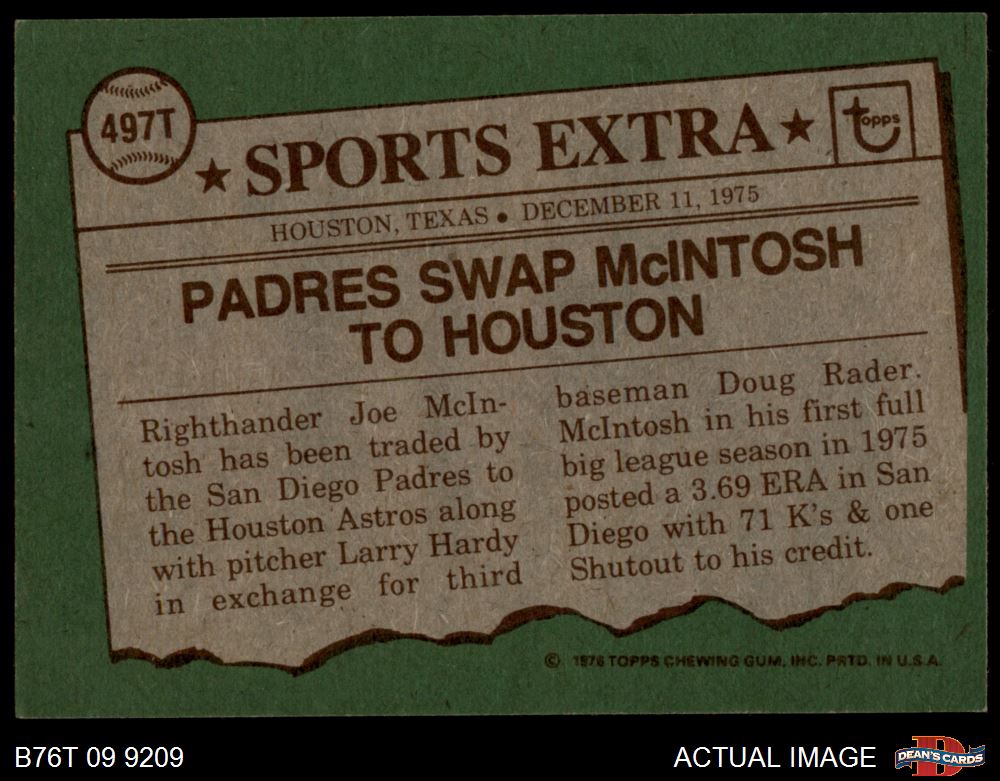 497T
★ SPORTS EXTRA ★
topps
HOUSTON, TEXAS • DECEMBER 11, 1975
PADRES SWAP McINTOSH
TO HOUSTON
Righthander Joe McIn-
tosh has been traded by
the San Diego Padres to
the Houston Astros along
with pitcher Larry Hardy
in exchange for third
baseman Doug Rader.
McIntosh in his first full
big league season in 1975
posted a 3.69 ERA in San
Diego with 71 K's & one
Shutout to his credit.
© 1976 TOPPS CHEWING GUM, INC. PRTD. IN U.S.A.
B76T 09 9209
ACTUAL IMAGE
D
DEAN'S CARDS